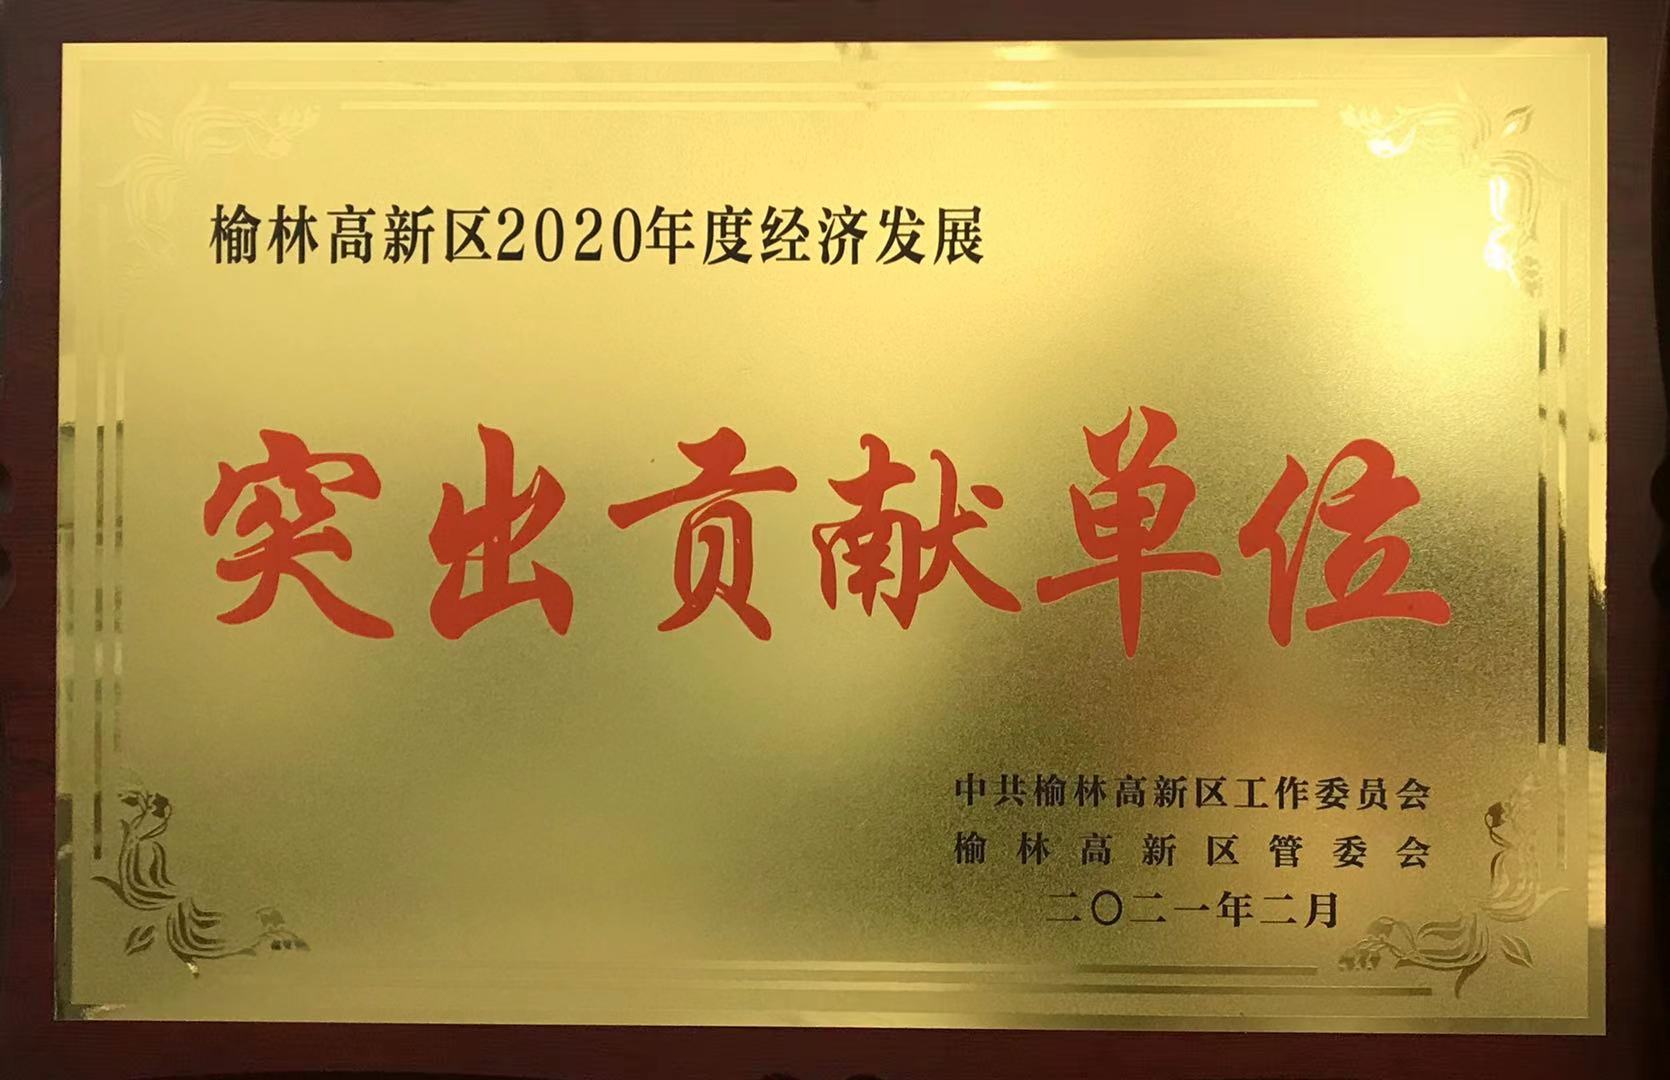 榆林高新区2020年度经济发展
突出贡献单位
中共榆林高新区工作委员会
榆林高新区管委会
二〇二一年二月